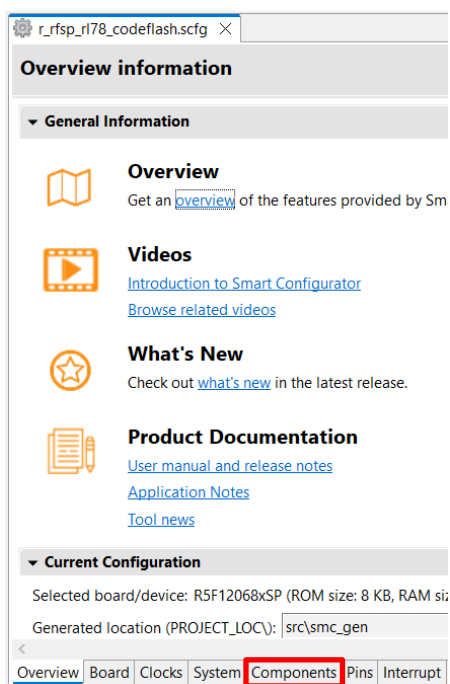 r_rfsp_rl78_codeflash.scfg
Overview information
General Information
Overview
Get an overview of the features provided by
Videos
Introduction to Smart Configurator
Browse related videos
What's New
Check out what's new in the latest release.
Product Documentation
User manual and release notes
Application Notes
Tool news
Current Configuration
Selected board/device: R5F12068xSP (ROM size: 8 KB, RAM
Generated location (PROJECT_LOC\): src\smc_gen
Overview Board Clocks System Components Pins Interrupt